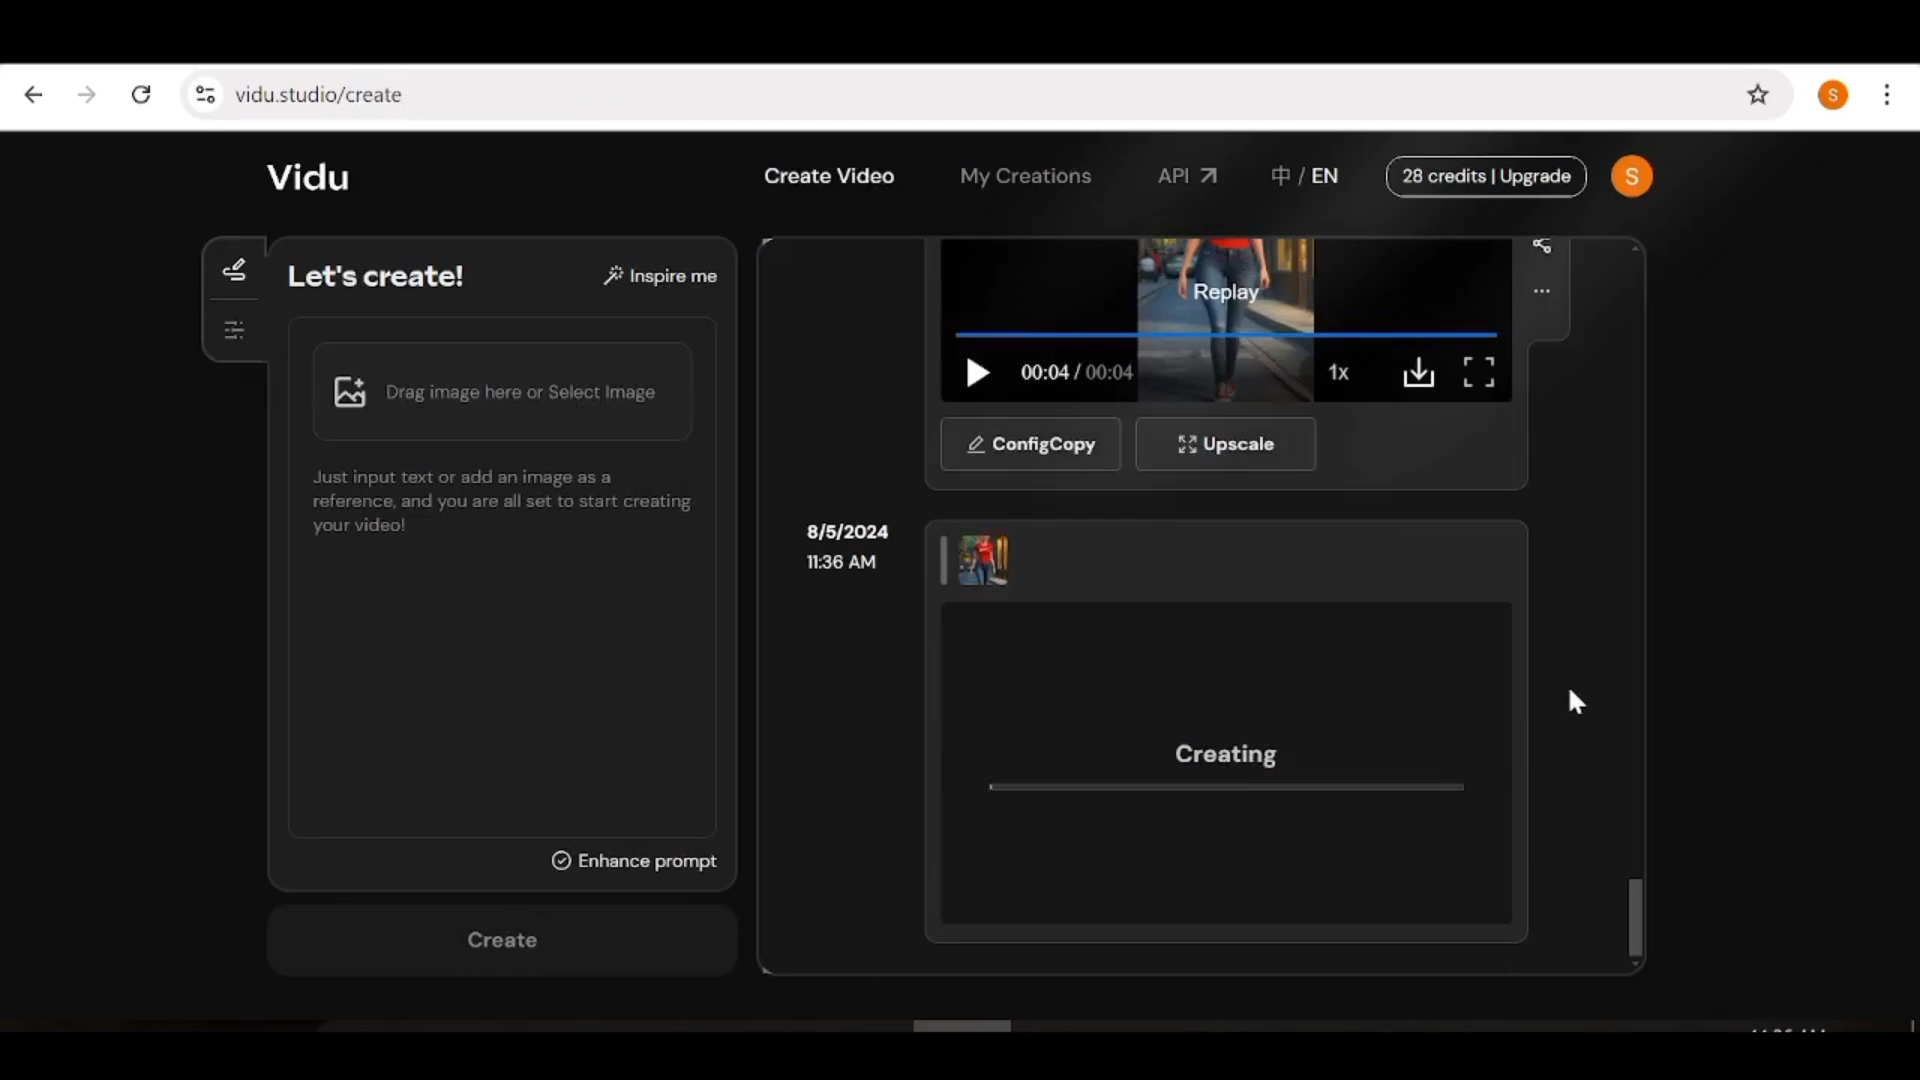 vidu.studio/create
S
Vidu
Create Video
My Creations
API
中 / EN
28 credits | Upgrade
S
Let's create!
Inspire me
Drag image here or Select Image
Just input text or add an image as a
reference, and you are all set to start creating
your video!
Enhance prompt
Create
Replay
00:04 / 00:04
1x
ConfigCopy
Upscale
8/5/2024
11:36 AM
Creating